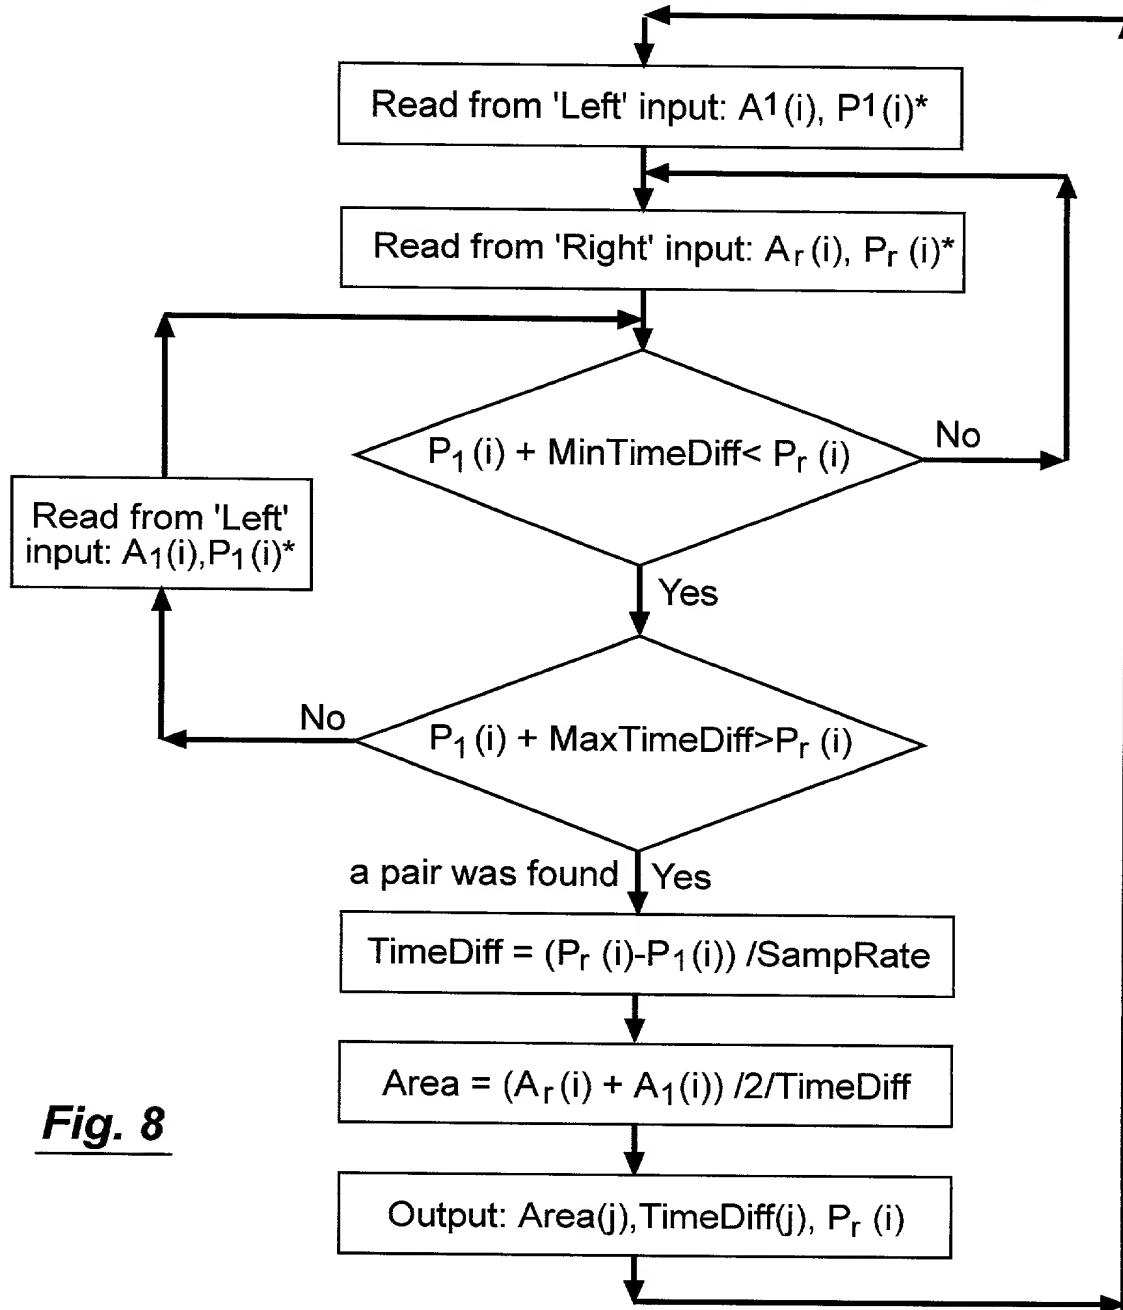 Read from 'Left' input: A1(i), P1(i)*
Read from 'Right' input: Ar(i), Pr (i)*
P1(i) + MinTimeDiff< Pr (i)
No
Read from 'Left'
input: A1(i),P1(i)*
Yes
No
P1(i) + MaxTimeDiff>Pr (i)
a pair was found
Yes
TimeDiff = (Pr (i)-P1(i)) /SampRate
Area = (Ar(i) + A1(i)) /2/TimeDiff
Fig. 8
Output: Area(j),TimeDiff(j), Pr (i)